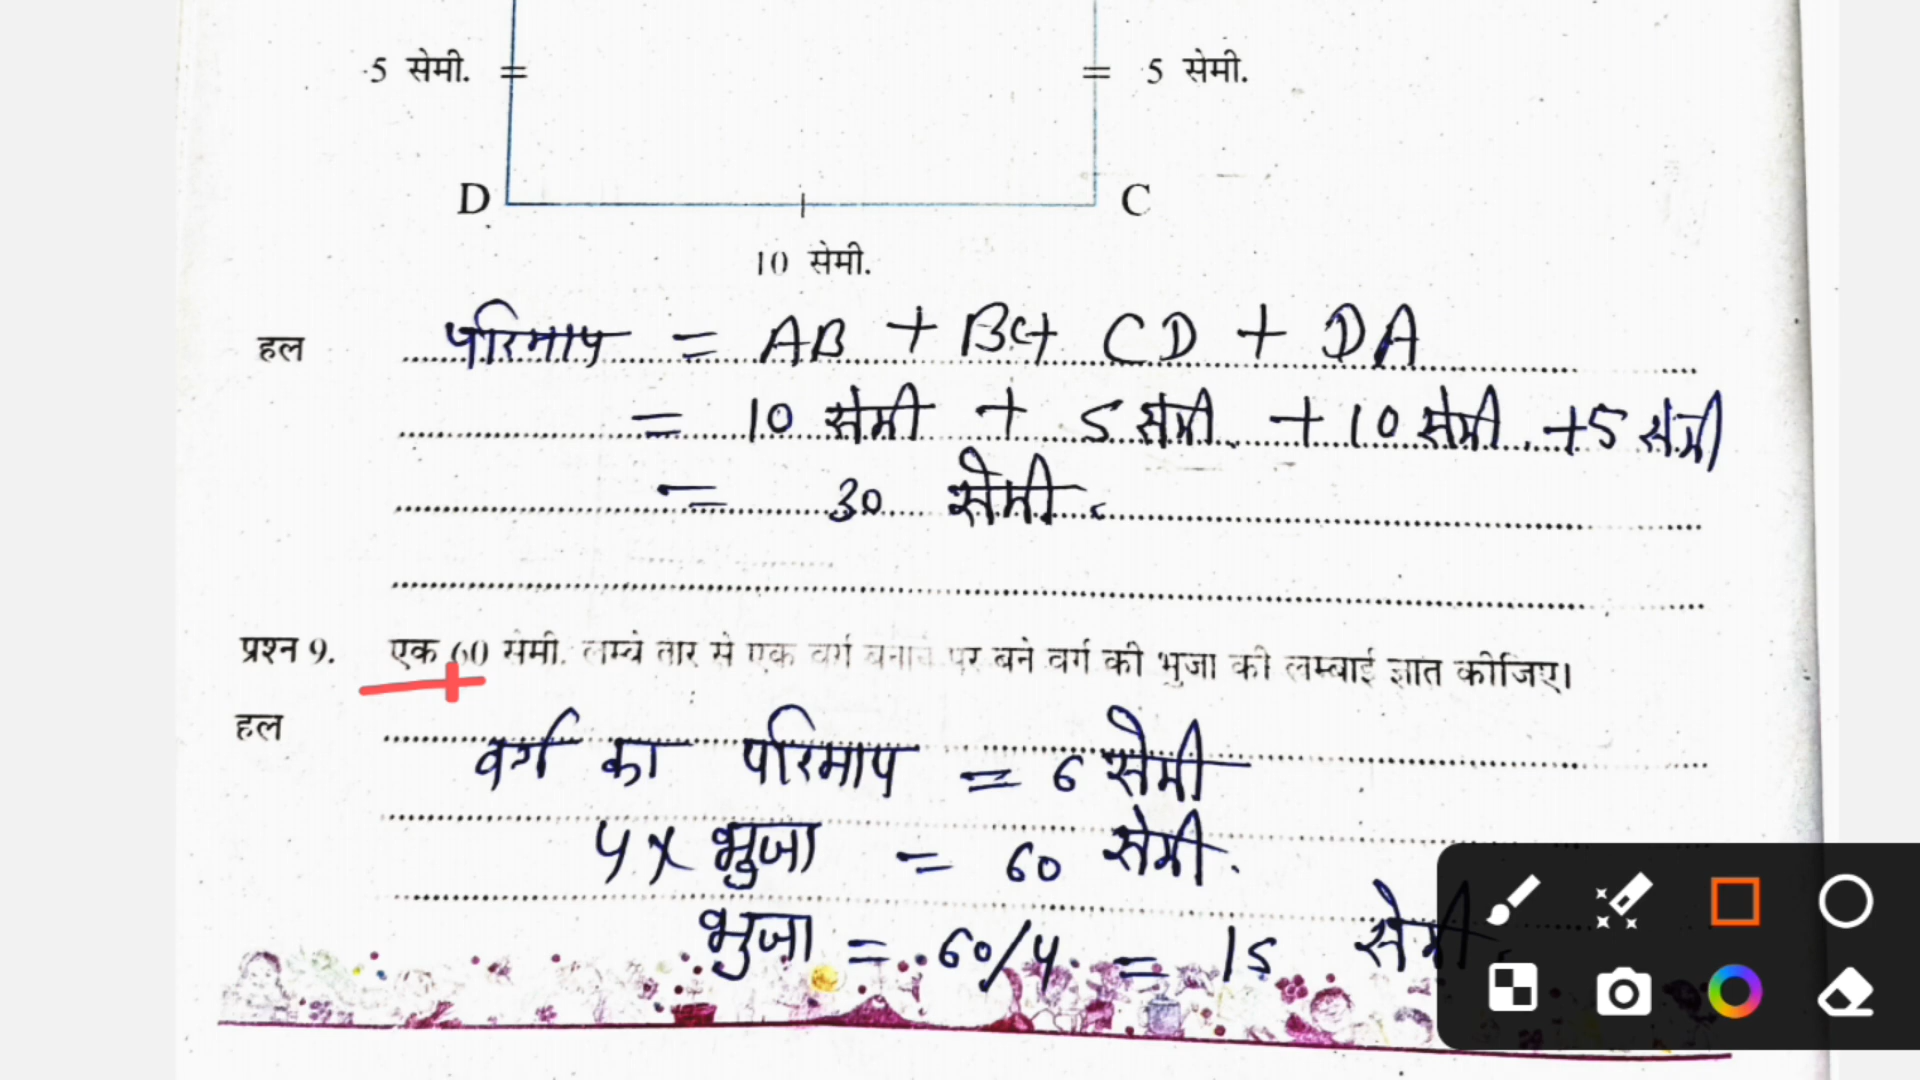 5 सेमी. = = 5 सेमी.
D C
10 सेमी.
हल परिमाप = AB + BC+ CD + DA
= 10 सेमी + 5 सेमी. + 10 सेमी. +5 सेमी
= 30 सेमी.
प्रश्न 9. एक 60 सेमी. लम्बे तार से एक वर्ग बनाने पर बने वर्ग की भुजा की लम्बाई ज्ञात कीजिए।
हल
वर्ग का परिमाप = 6 सेमी
4 x भुजा = 60 सेमी.
भुजा = 60/4 = 15 सेमी.